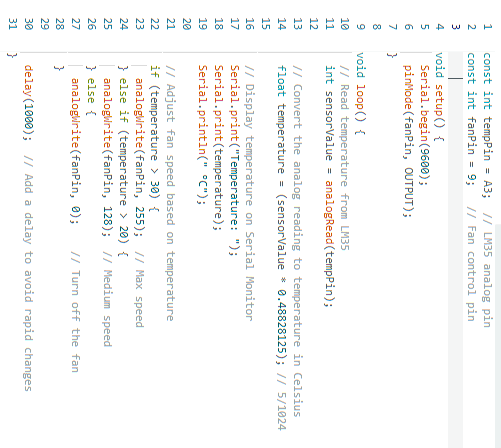 1 const int tempPin = A3; // LM35 analog pin
2 const int fanPin = 9; // Fan control pin
3
4 void setup() {
5 Serial.begin(9600);
6 pinMode(fanPin, OUTPUT);
7 }
8
9 void loop() {
10 // Read temperature from LM35
11 int sensorValue = analogRead(tempPin);
12
13 // Convert the analog reading to temperature in Celsius
14 float temperature = (sensorValue * 0.48828125); // 5/1024
15
16 // Display temperature on Serial Monitor
17 Serial.print("Temperature: ");
18 Serial.print(temperature);
19 Serial.println(" °C");
20
21 // Adjust fan speed based on temperature
22 if (temperature > 30) {
23 analogWrite(fanPin, 255); // Max speed
24 } else if (temperature > 20) {
25 analogWrite(fanPin, 128); // Medium speed
26 } else {
27 analogWrite(fanPin, 0); // Turn off the fan
28 }
29
30 delay(1000); // Add a delay to avoid rapid changes
31 }